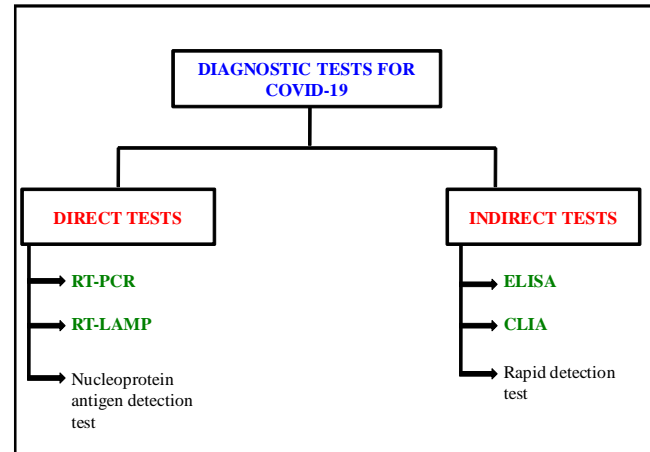 DIAGNOSTIC TESTS FOR
COVID-19
DIRECT TESTS
RT-PCR
RT-LAMP
Nucleoprotein
antigen detection
test
INDIRECT TESTS
ELISA
CLIA
Rapid detection
test